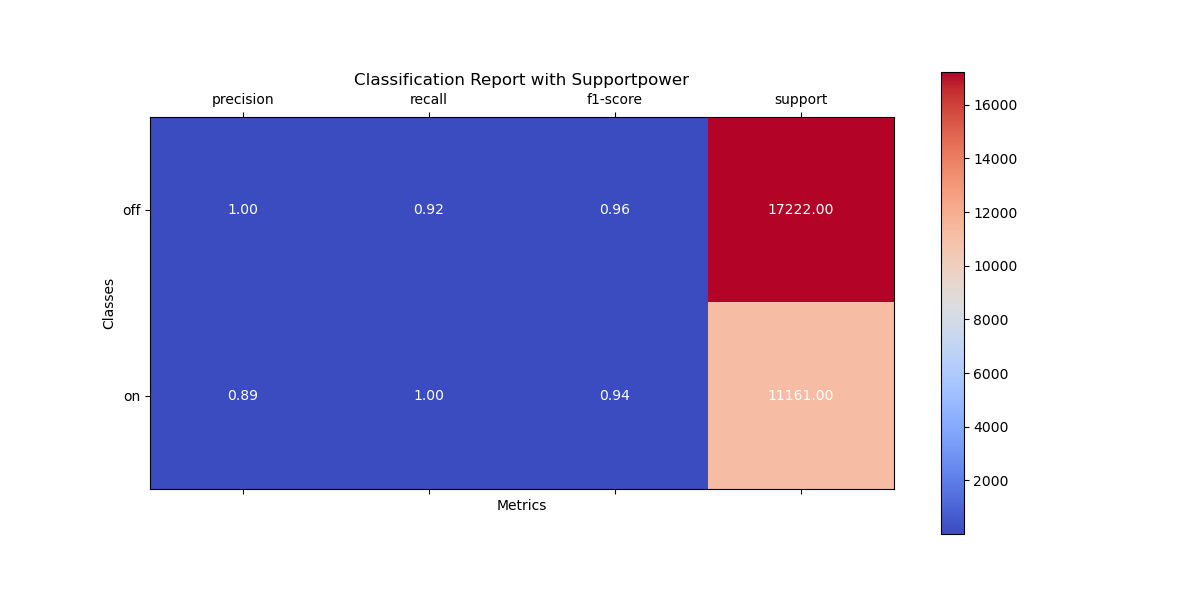 Classification Report with Supportpower
precision recall f1-score support
off 1.00 0.92 0.96 17222.00
on 0.89 1.00 0.94 11161.00
Classes
Metrics
16000
14000
12000
10000
8000
6000
4000
2000